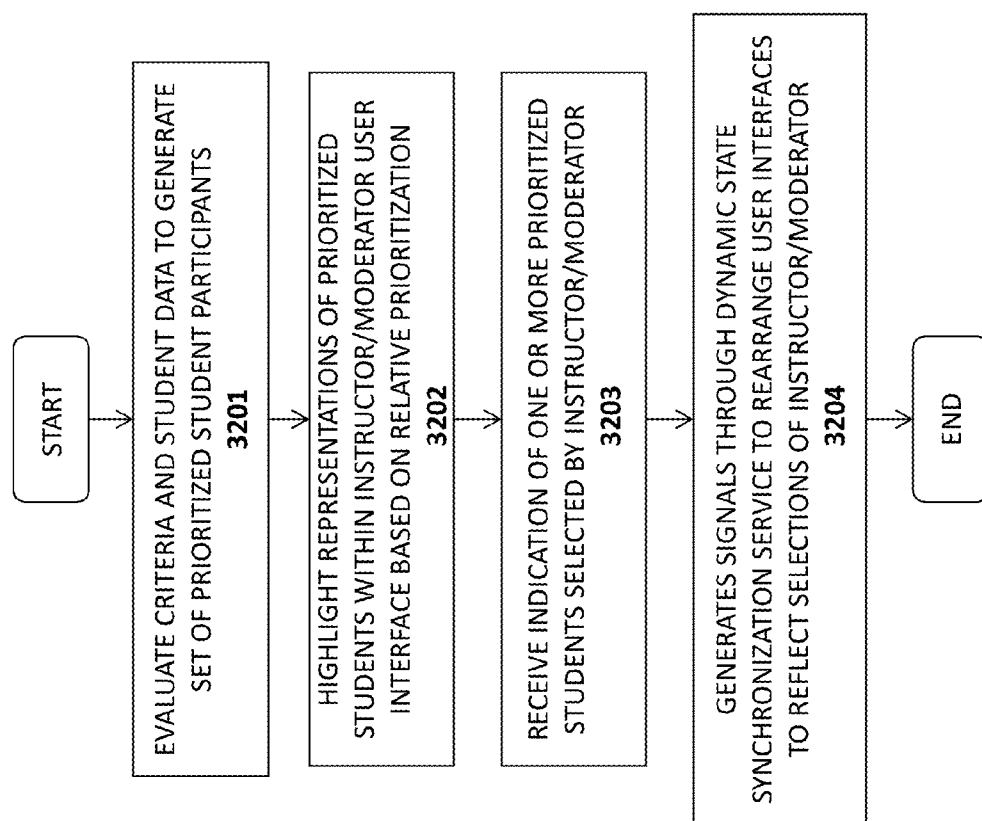 START
EVALUATE CRITERIA AND STUDENT DATA TO GENERATE
SET OF PRIORITIZED STUDENT PARTICIPANTS
3201
HIGHLIGHT REPRESENTATIONS OF PRIORITIZED
STUDENTS WITHIN INSTRUCTOR/MODERATOR USER
INTERFACE BASED ON RELATIVE PRIORITIZATION
3202
RECEIVE INDICATION OF ONE OR MORE PRIORITIZED
STUDENTS SELECTED BY INSTRUCTOR/MODERATOR
3203
GENERATES SIGNALS THROUGH DYNAMIC STATE
SYNCHRONIZATION SERVICE TO REARRANGE USER INTERFACES
TO REFLECT SELECTIONS OF INSTRUCTOR/MODERATOR
3204
END